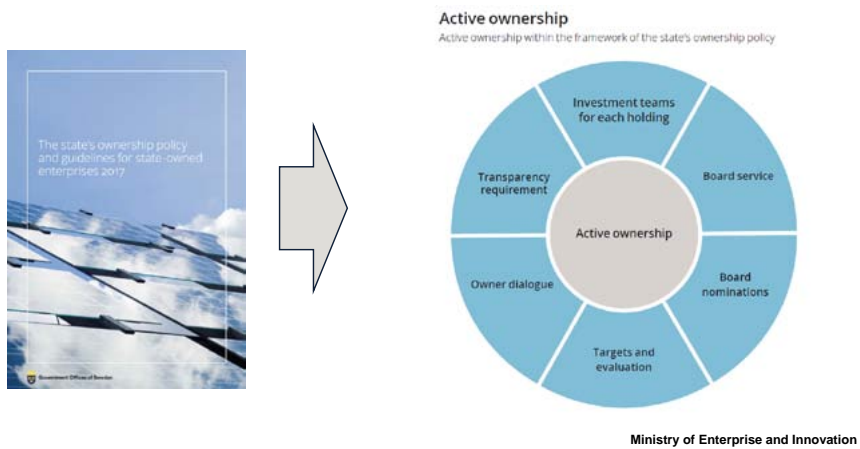 Active ownership
Active ownership within the framework of the state's ownership policy
The state's ownership policy
and guidelines for state-owned
enterprises 2017
Government Offices of Sweden
Investment teams
for each holding
Board service
Board
nominations
Targets and
evaluation
Owner dialogue
Transparency
requirement
Active ownership
Ministry of Enterprise and Innovation